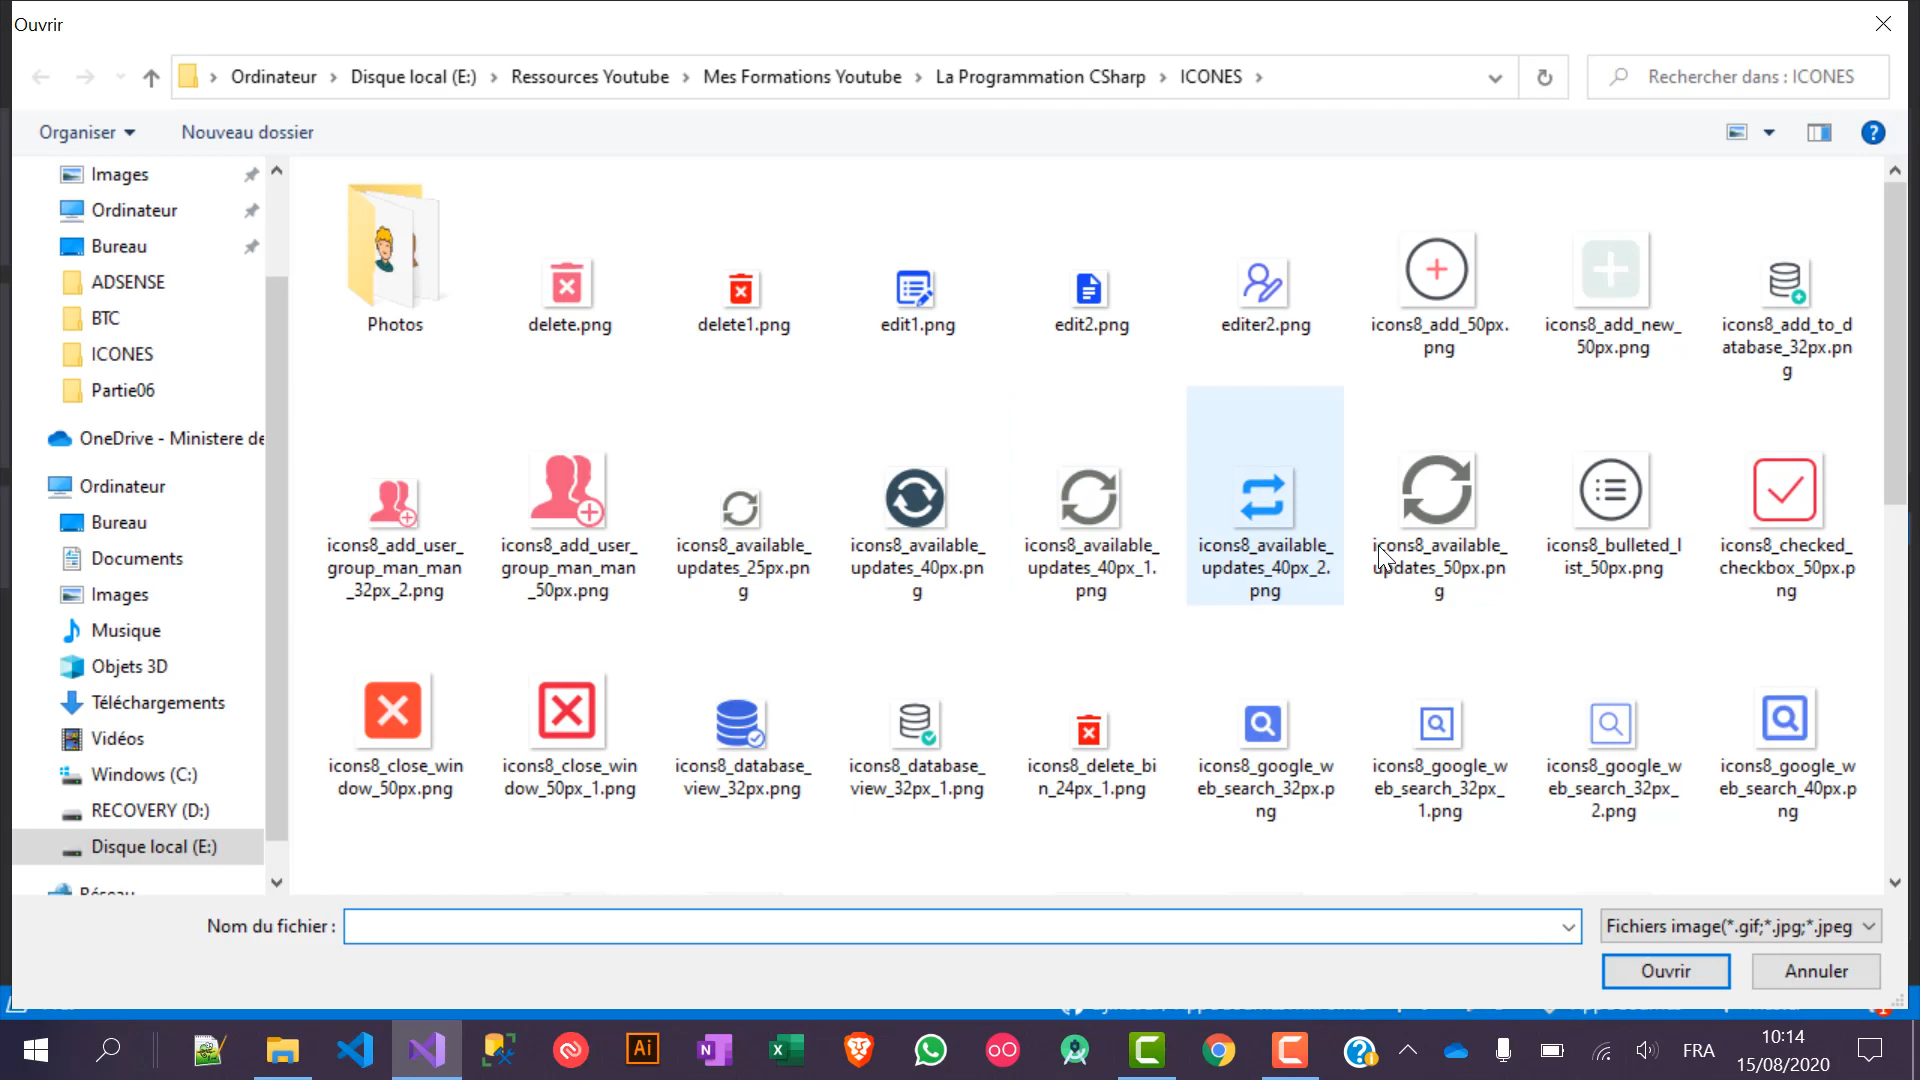 Ouvrir
Ordinateur
Disque local (E:)
Ressources Youtube
Mes Formations Youtube
La Programmation CSharp
ICONES
Rechercher dans : ICONES
Organiser
Nouveau dossier
Images
Ordinateur
Bureau
ADSENSE
BTC
ICONES
Partie06
OneDrive - Ministere de
Ordinateur
Bureau
Documents
Images
Musique
Objets 3D
Téléchargements
Vidéos
Windows (C:)
RECOVERY (D:)
Disque local (E:)
Réseau
Photos
delete.png
delete1.png
edit1.png
edit2.png
editer2.png
icons8_add_50px.
png
icons8_add_new_
50px.png
icons8_add_to_d
atabase_32px.pn
g
icons8_add_user_
group_man_man
_32px_2.png
icons8_add_user_
group_man_man
_50px.png
icons8_available_
updates_25px.pn
g
icons8_available_
updates_40px.pn
g
icons8_available_
updates_40px_1.
png
icons8_available_
updates_40px_2.
png
icons8_available_
updates_50px.pn
g
icons8_bulleted_l
ist_50px.png
icons8_checked_
checkbox_50px.p
ng
icons8_close_win
dow_50px.png
icons8_close_win
dow_50px_1.png
icons8_database_
view_32px.png
icons8_database_
view_32px_1.png
icons8_delete_bi
n_24px_1.png
icons8_google_w
eb_search_32px.p
ng
icons8_google_w
eb_search_32px_
1.png
icons8_google_w
eb_search_32px_
2.png
icons8_google_w
eb_search_40px.p
ng
Nom du fichier :
Fichiers image(*.gif;*.jpg;*.jpeg
Ouvrir
Annuler
Ai
FRA
10:14
15/08/2020